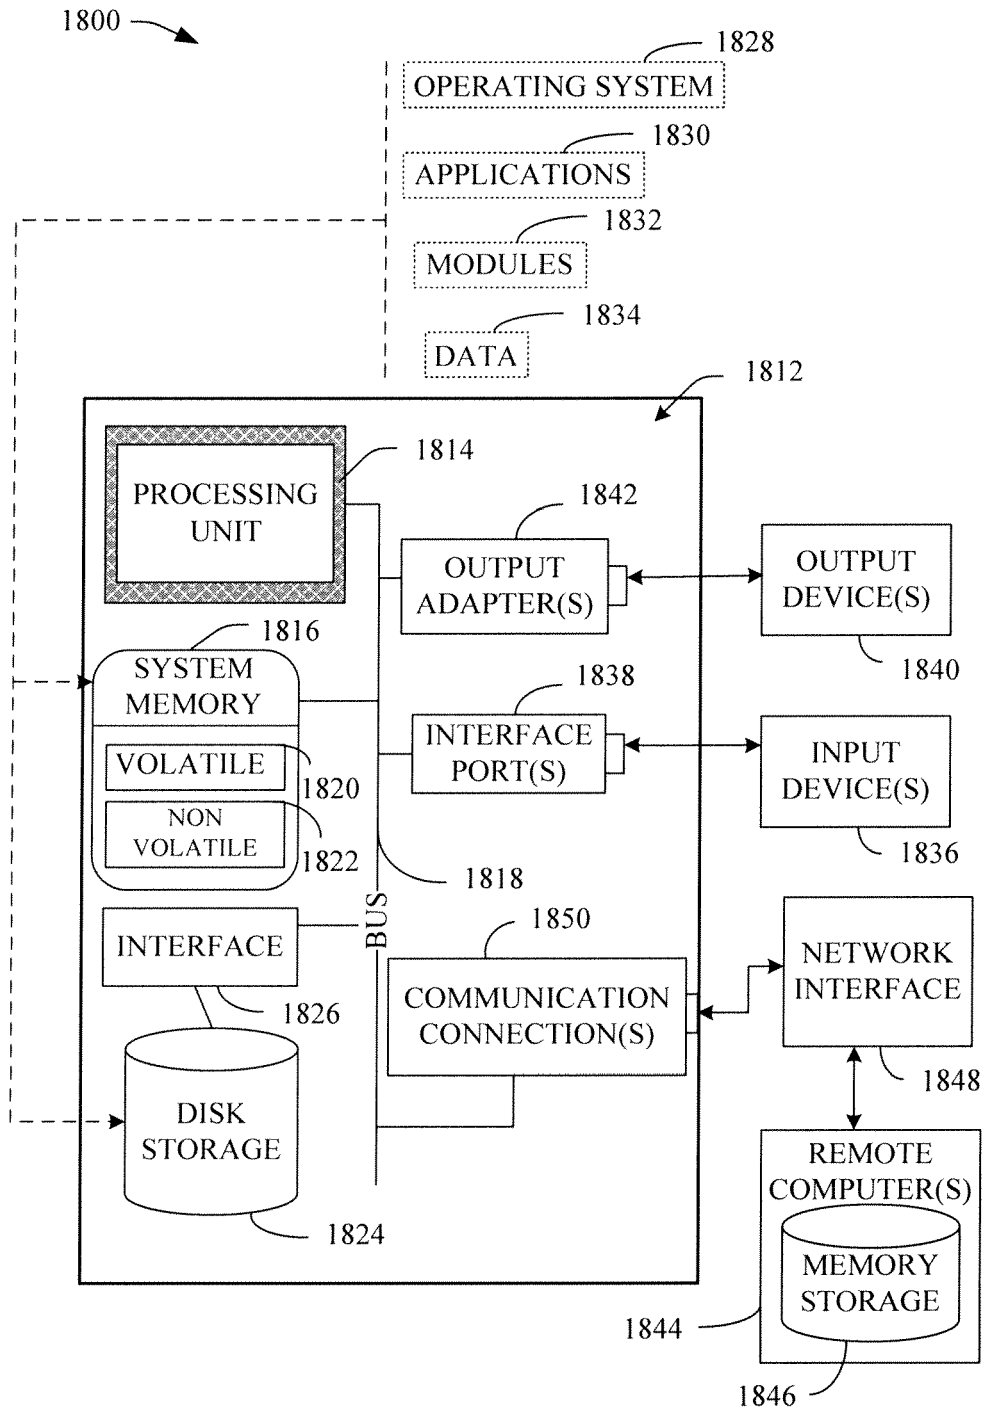 1800
1828
OPERATING SYSTEM
1830
APPLICATIONS
1832
MODULES
1834
DATA
1812
PROCESSING
UNIT
1814
1842
OUTPUT
ADAPTER(S)
OUTPUT
DEVICE(S)
1840
1816
SYSTEM
MEMORY
VOLATILE
1820
NON
VOLATILE
1822
1838
INTERFACE
PORT(S)
INPUT
DEVICE(S)
1836
1818
BUS
INTERFACE
1826
1850
COMMUNICATION
CONNECTION(S)
NETWORK
INTERFACE
1848
DISK
STORAGE
1824
REMOTE
COMPUTER(S)
MEMORY
STORAGE
1844
1846